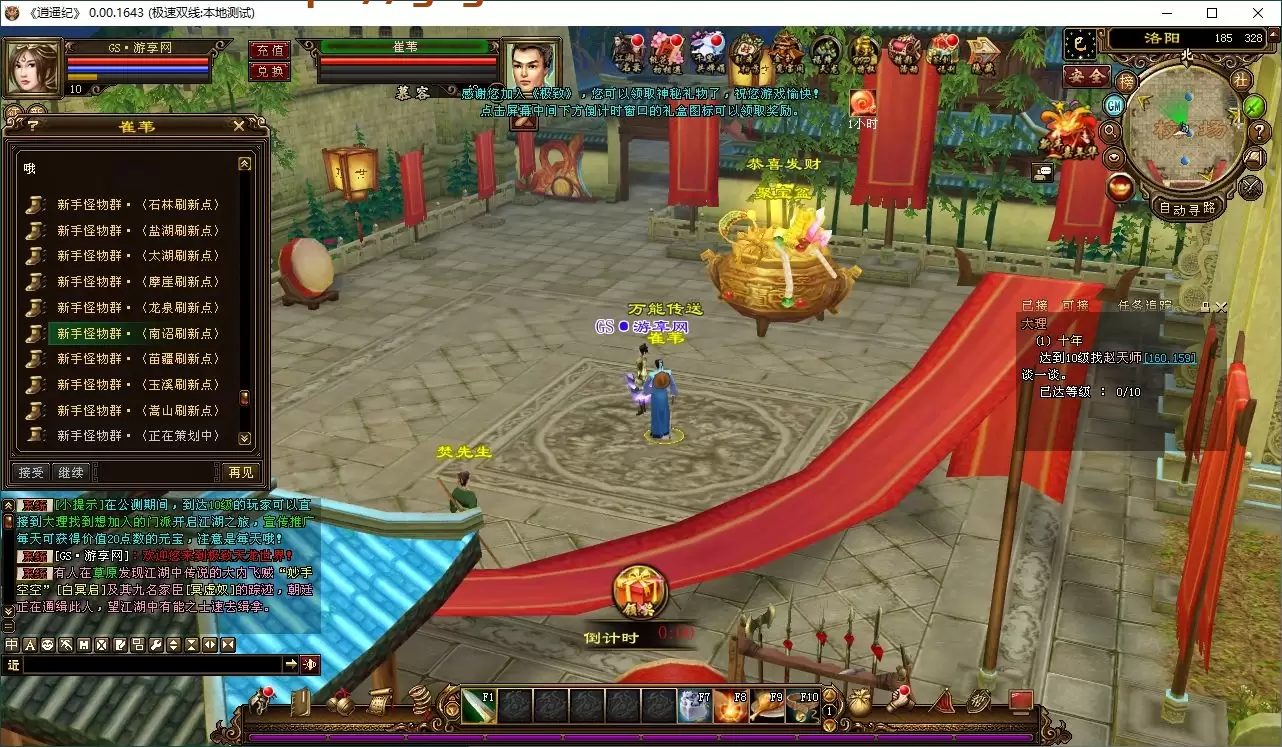 《逍遥纪》 0.00.1643 (极速双线:本地测试)
GS·游享网
10
充值
兑换
崔苇
慕容
感谢您加入《极致》，您可以领取神秘礼物了，祝您游戏愉快！
点击屏幕中间下方倒计时窗口的礼盒图标可以领取奖励。
1小时
洛阳 185 328
安全
榜
社
GM
自动寻路
? 崔苇
哦
新手怪物群·〈石林刷新点〉
新手怪物群·〈盐湖刷新点〉
新手怪物群·〈太湖刷新点〉
新手怪物群·〈摩崖刷新点〉
新手怪物群·〈龙泉刷新点〉
新手怪物群·〈南诏刷新点〉
新手怪物群·〈苗疆刷新点〉
新手怪物群·〈玉溪刷新点〉
新手怪物群·〈嵩山刷新点〉
新手怪物群·〈正在策划中〉
接受 继续 再见
恭喜发财
聚宝盆
万能传送
GS●游享网
崔苇
焚先生
已接 可接 任务追踪
大理
(1) 十年
达到10级找赵天师[160,159]
谈一谈。
已达等级 : 0/10
系统 [小提示]在公测期间，到达10级的玩家可以直
接到大理找到想加入的门派开启江湖之旅，宣传推广
每天可获得价值20点数的元宝，注意是每天哦！
系统 [GS·游享网]：欢迎您来到极致天龙世界！
系统 有人在草原发现江湖中传说的大内飞贼“妙手
空空”[白冥启]及其九名家臣[冥虚奴]的踪迹，朝廷
正在通缉此人，望江湖中有能之士速去缉拿。
领奖
倒计时 0:00
中 A
近
F1 F7 F8 F9 F10
1